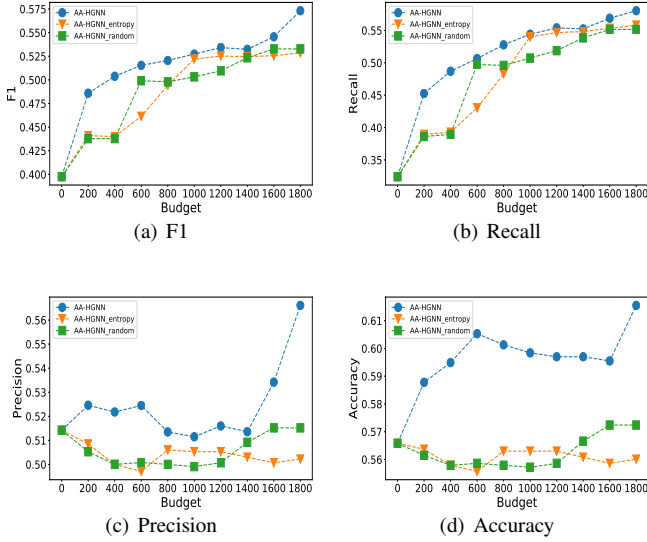 0.575
0.550
0.525
0.500
0.475
0.450
0.425
0.400
F1
AA-HGNN
AA-HGNN_entropy
AA-HGNN_random
0 200 400 600 800 1000 1200 1400 1600 1800
Budget
(a) F1
0.55
0.50
0.45
0.40
0.35
Recall
AA-HGNN
AA-HGNN_entropy
AA-HGNN_random
0 200 400 600 800 1000 1200 1400 1600 1800
Budget
(b) Recall
0.56
0.55
0.54
0.53
0.52
0.51
0.50
Precision
AA-HGNN
AA-HGNN_entropy
AA-HGNN_random
0 200 400 600 800 1000 1200 1400 1600 1800
Budget
(c) Precision
0.61
0.60
0.59
0.58
0.57
0.56
Accuracy
AA-HGNN
AA-HGNN_entropy
AA-HGNN_random
0 200 400 600 800 1000 1200 1400 1600 1800
Budget
(d) Accuracy